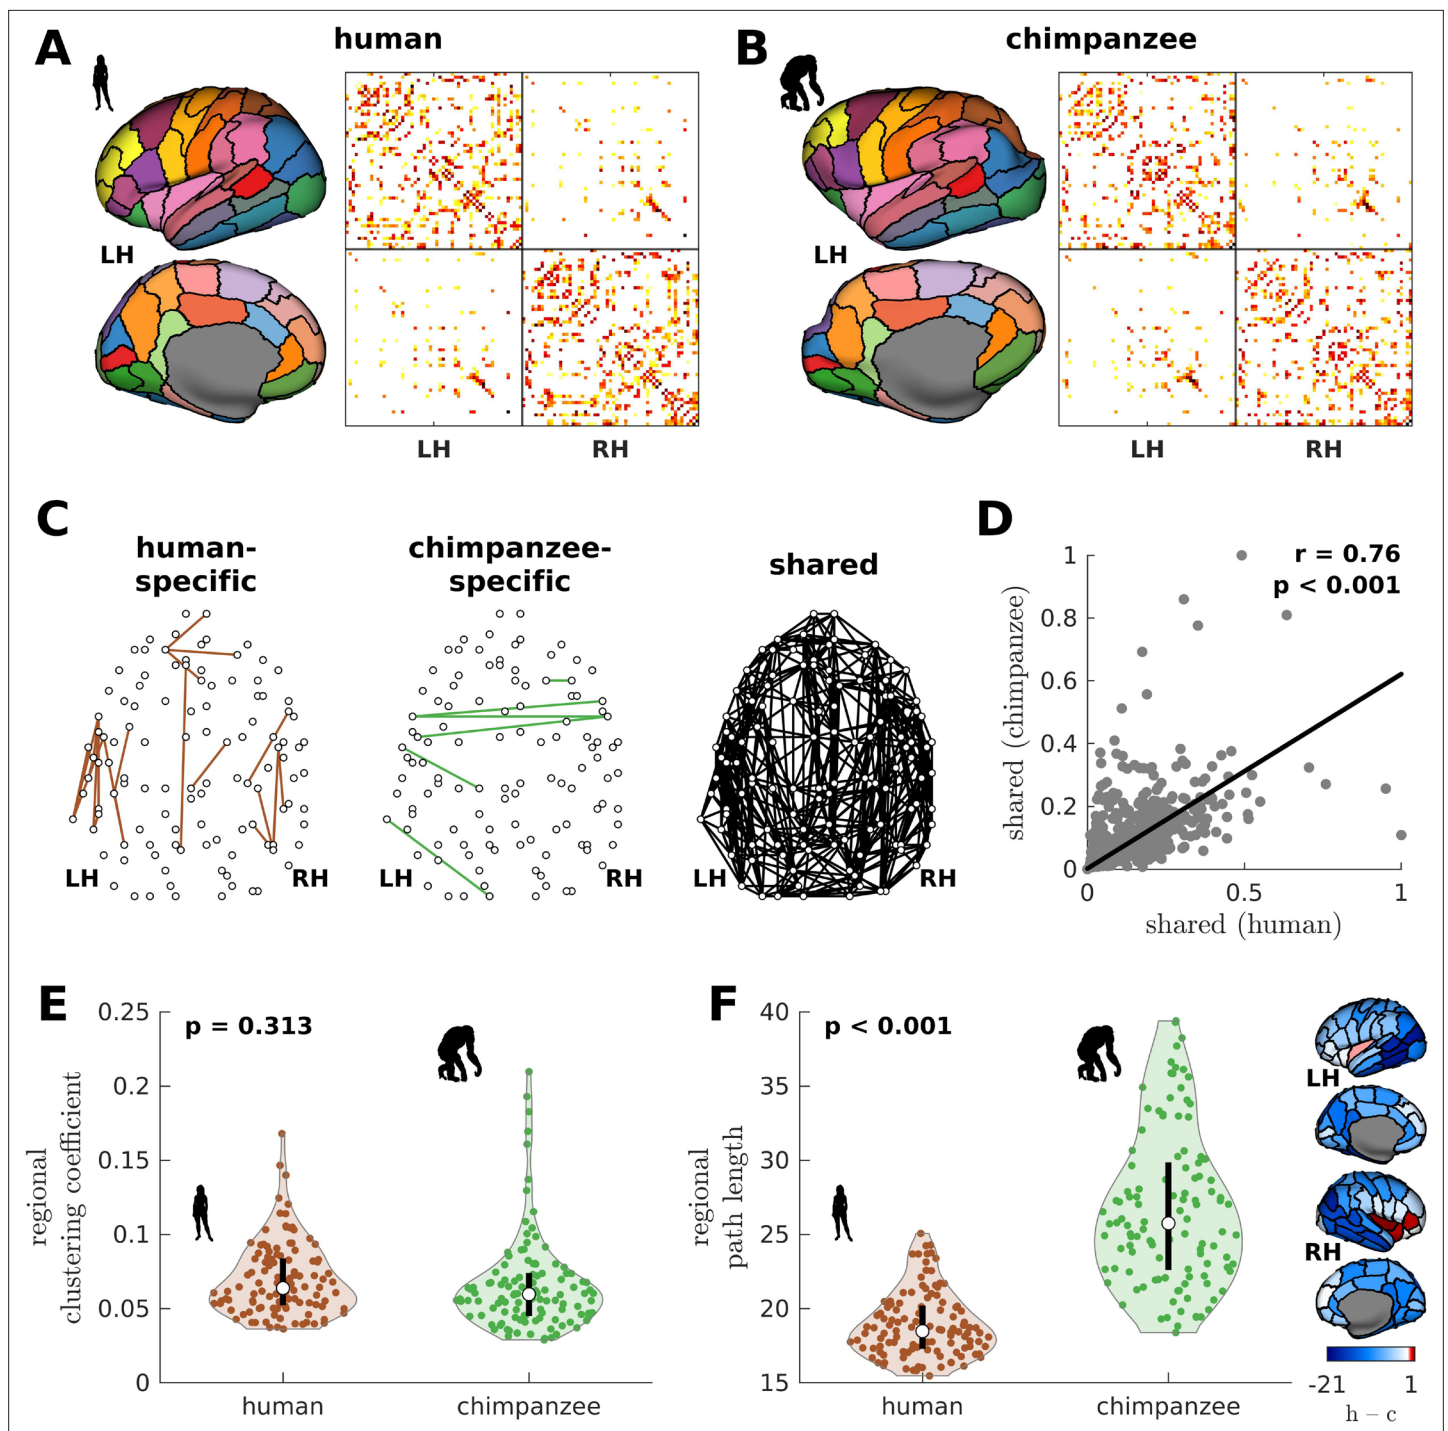 A
human
B
chimpanzee
LH
LH
LH
RH
LH
RH
C
human-
specific
chimpanzee-
specific
shared
LH
RH
LH
RH
LH
RH
D
r = 0.76
p < 0.001
1
0.8
0.6
0.4
0.2
0
0
0.5
1
shared (chimpanzee)
shared (human)
E
p = 0.313
0.25
0.2
0.15
0.1
0.05
0
regional
clustering coefficient
human
chimpanzee
F
p < 0.001
40
35
30
25
20
15
regional
path length
human
chimpanzee
LH
RH
-21
1
h – c